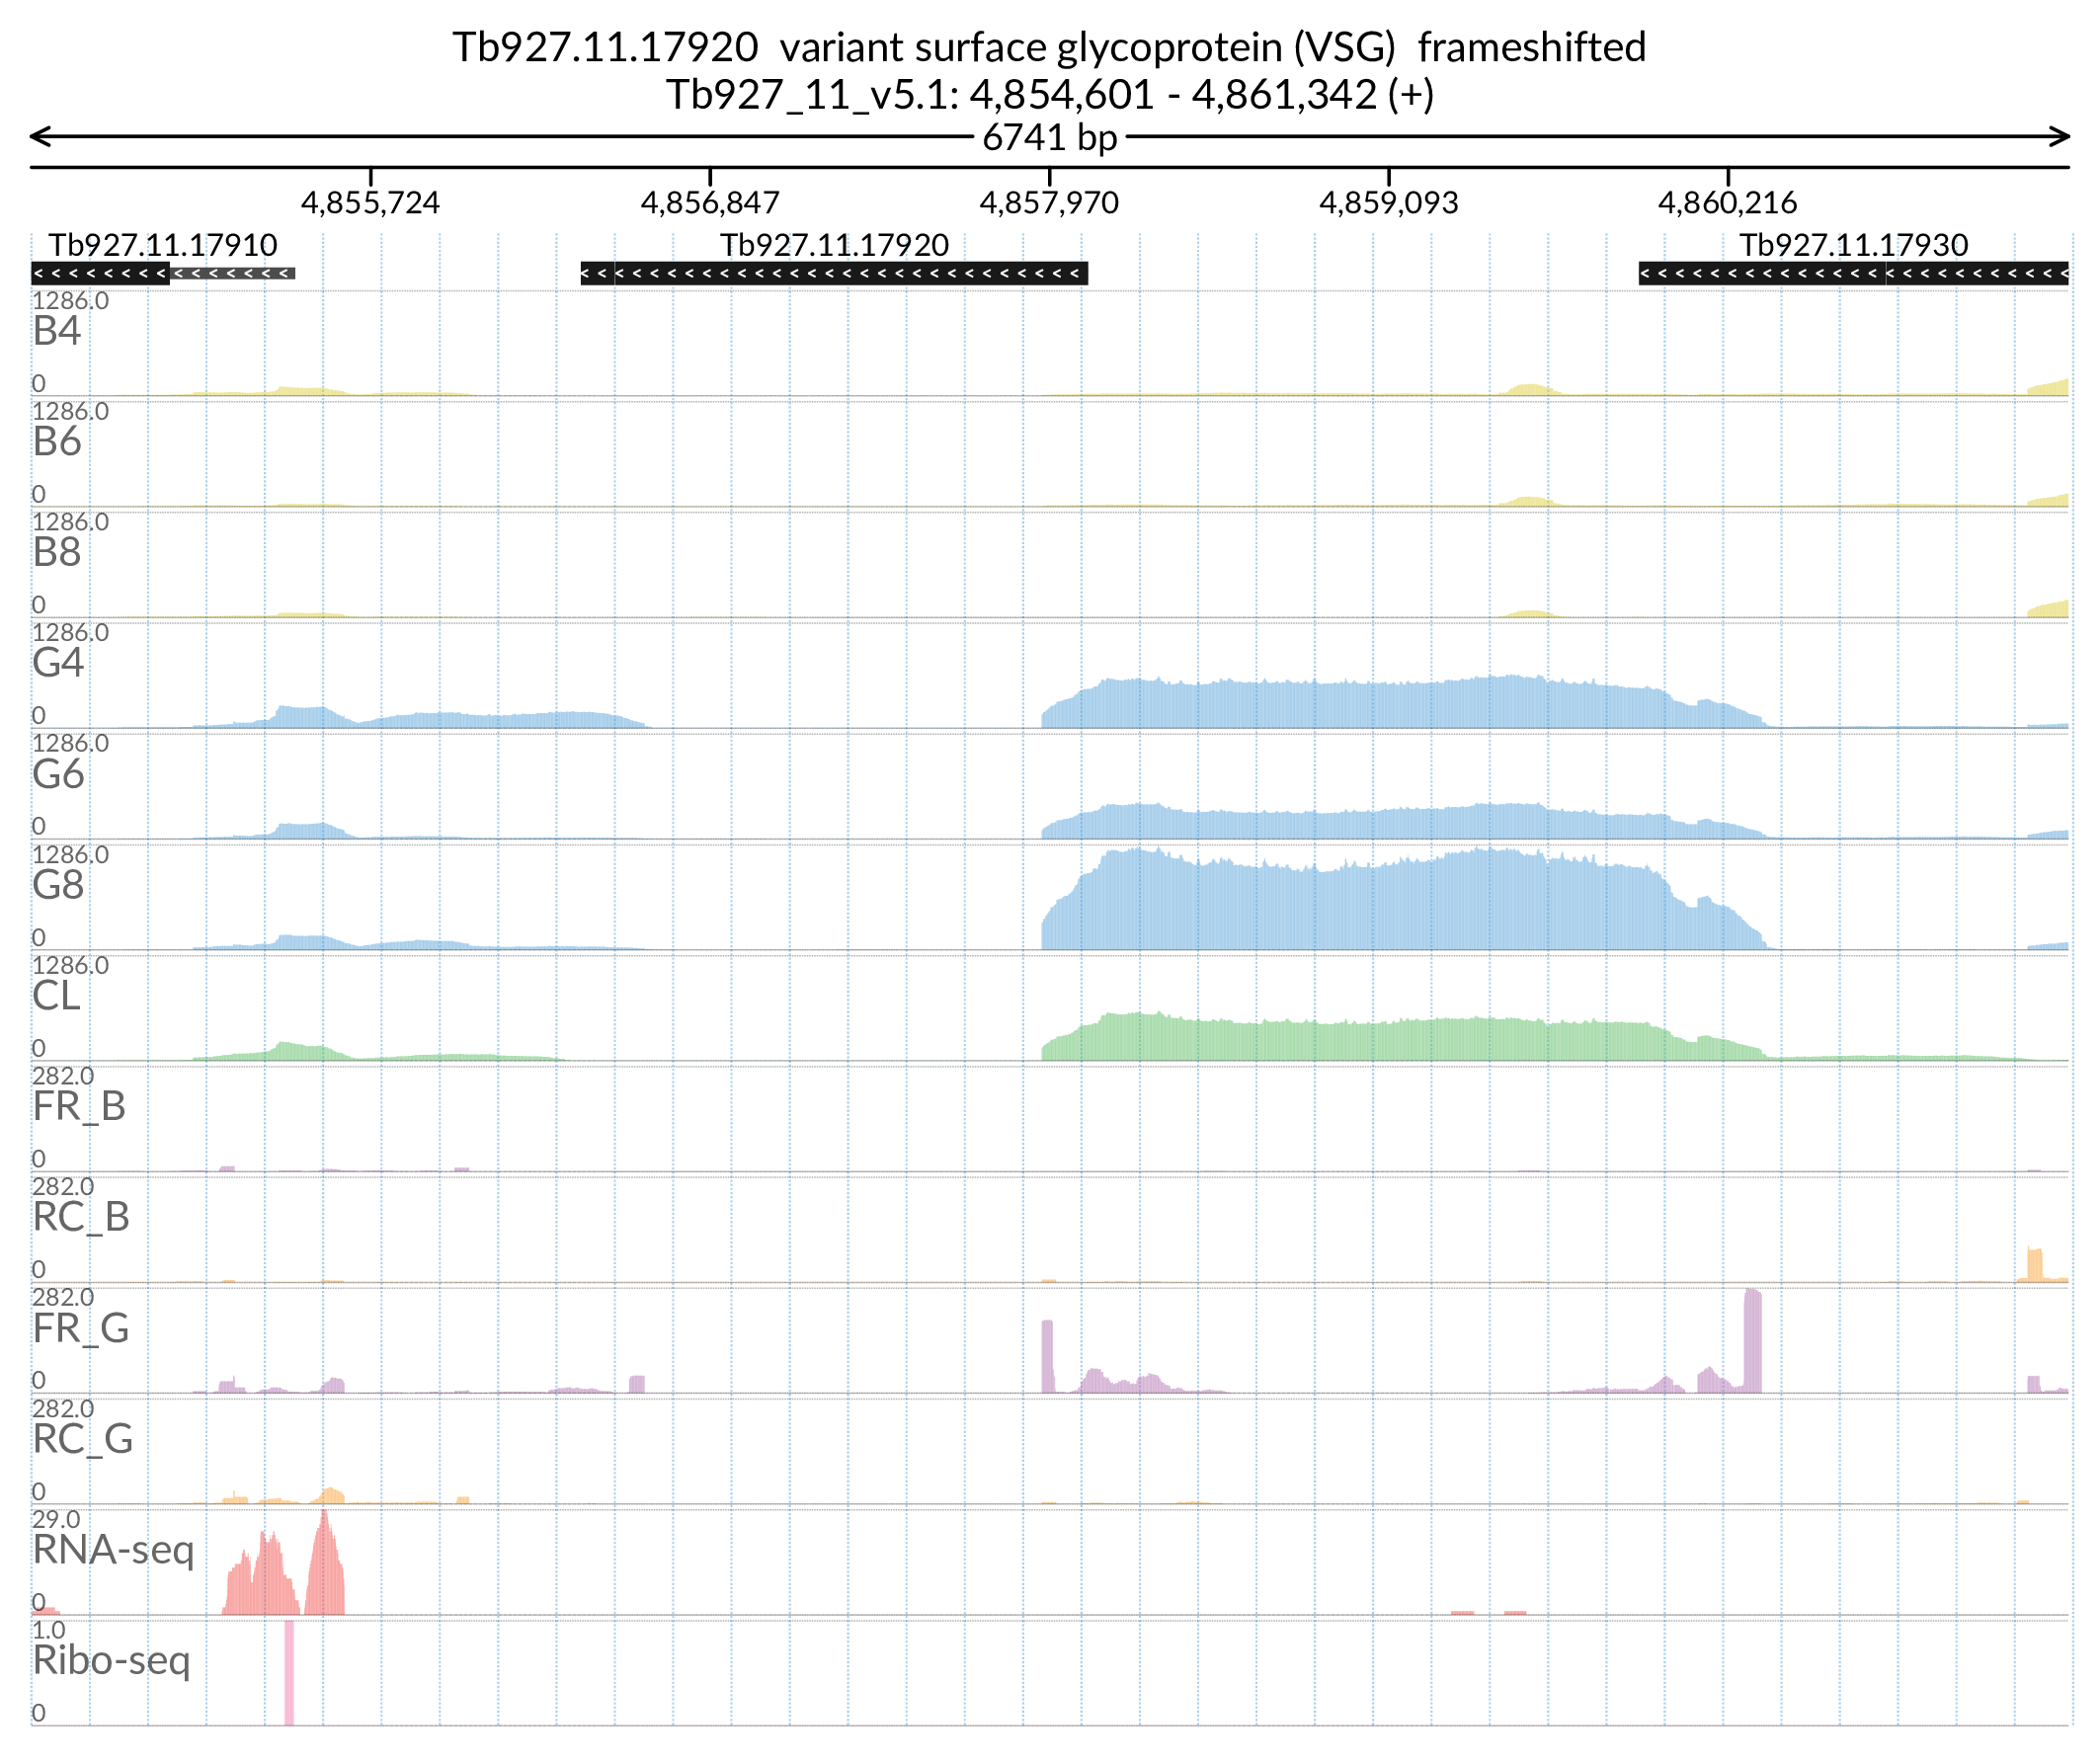 Tb927.11.17920 variant surface glycoprotein (VSG) frameshifted
Tb927_11_v5.1: 4,854,601 - 4,861,342 (+)
6741 bp
4,855,724 4,856,847 4,857,970 4,859,093 4,860,216
Tb927.11.17910 Tb927.11.17920 Tb927.11.17930
1286.0
B4
0
1286.0
B6
0
1286.0
B8
0
1286.0
G4
0
1286.0
G6
0
1286.0
G8
0
1286.0
CL
0
282.0
FR_B
0
282.0
RC_B
0
282.0
FR_G
0
282.0
RC_G
0
29.0
RNA-seq
0
1.0
Ribo-seq
0